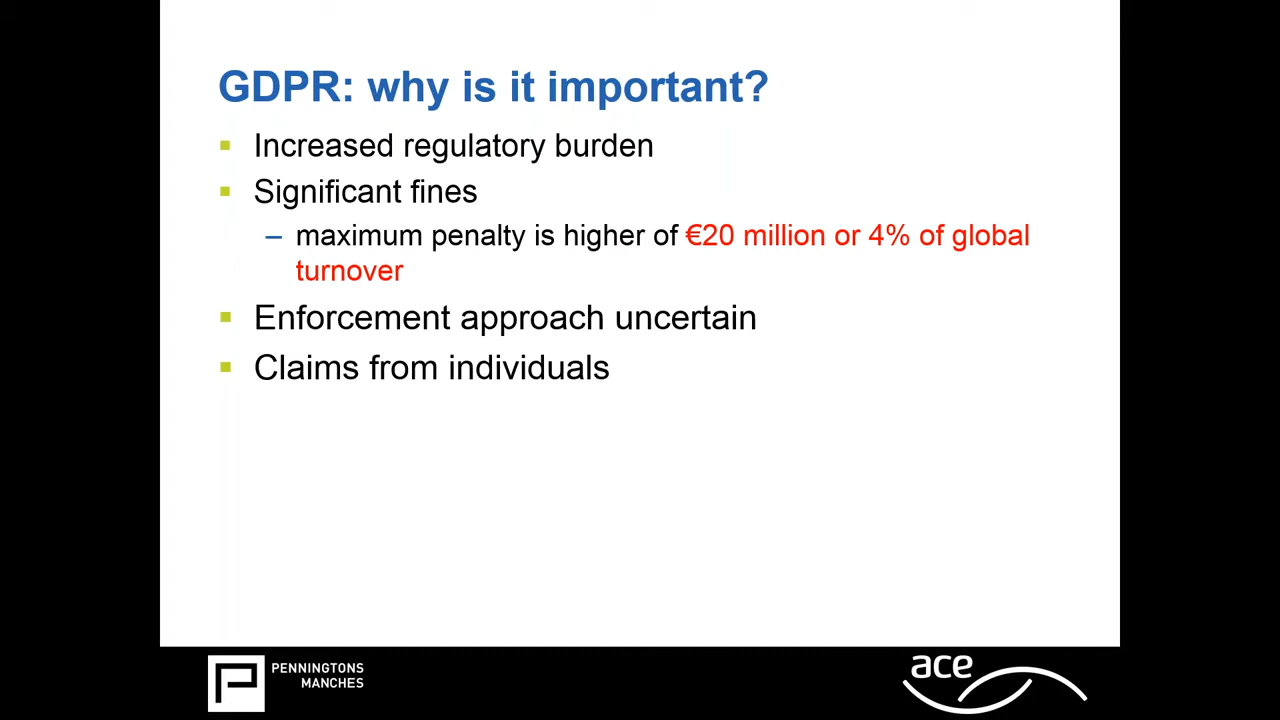 GDPR: why is it important?
Increased regulatory burden
Significant fines
– maximum penalty is higher of €20 million or 4% of global
turnover
Enforcement approach uncertain
Claims from individuals
PENNINGTONS
MANCHES
ace